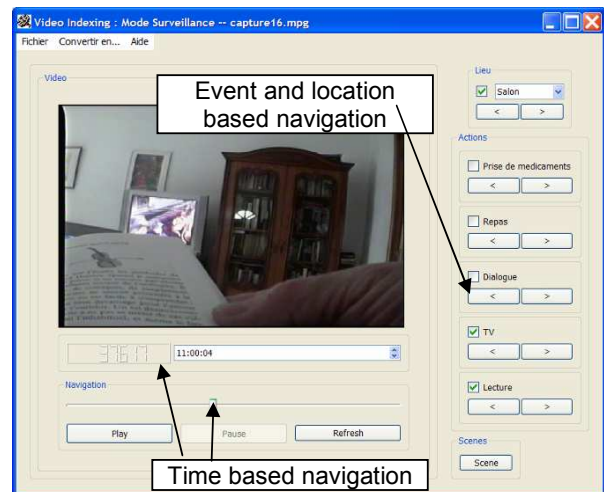 Video Indexing : Mode Surveillance -- capture16.mpg
Fichier Convertir en... Aide
Video
Event and location
based navigation
Lieu
Salon
< >
Actions
Prise de medicaments
< >
Repas
< >
Dialogue
< >
TV
< >
Lecture
< >
37617
11:00:04
Navigation
Play Pause Refresh
Time based navigation
Scenes
Scene